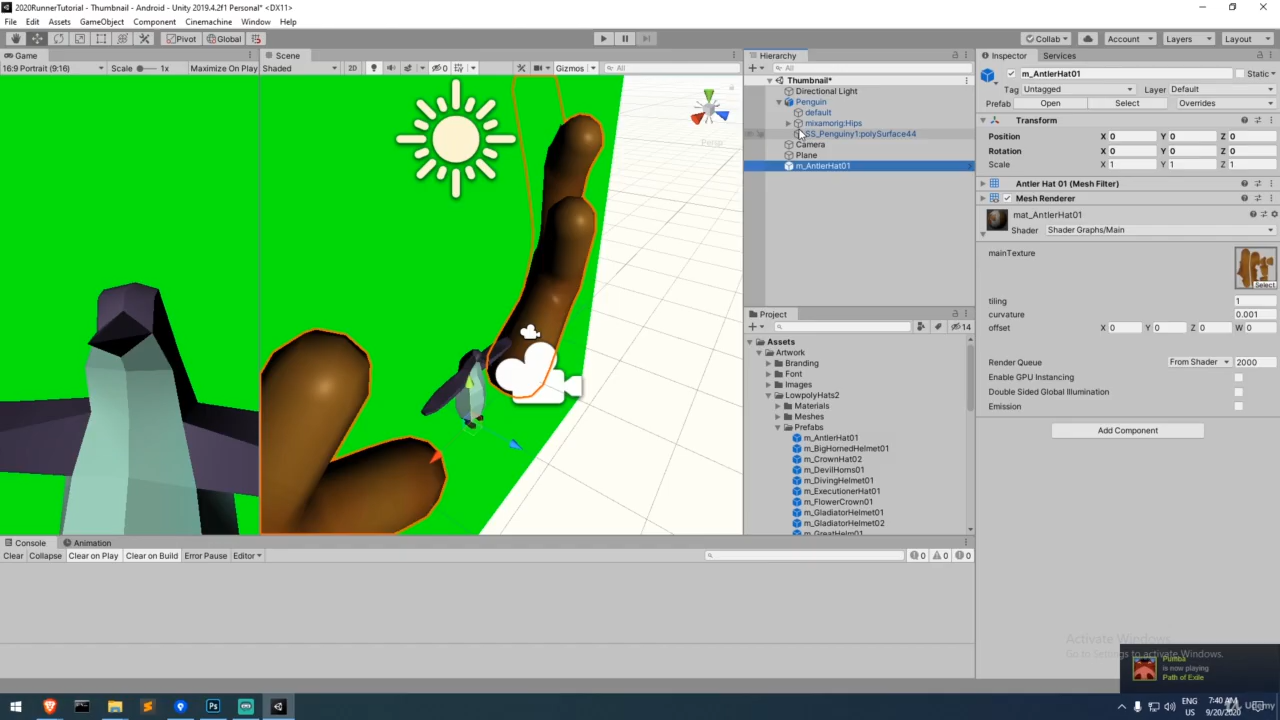 2020RunnerTutorial - Thumbnail - Android - Unity 2019.4.2f1 Personal* <DX11>
File Edit Assets GameObject Component Cinemachine Window Help
Pivot Global Collab Account Layers Layout
Game Scene Hierarchy Inspector Services
16:9 Portrait (9:16) Scale 1x Maximize On Play Shaded 2D 0 Gizmos All
All
Thumbnail*
Directional Light
Penguin
default
mixamorig:Hips
SS_Penguiny1:polySurface44
Camera
Plane
m_AntlerHat01
Persp
m_AntlerHat01 Static
Tag Untagged Layer Default
Prefab Open Select Overrides
Transform
Position X 0 Y 0 Z 0
Rotation X 0 Y 0 Z 0
Scale X 1 Y 1 Z 1
Antler Hat 01 (Mesh Filter)
Mesh Renderer
mat_AntlerHat01
Shader Shader Graphs/Main
mainTexture
Select
tiling 1
curvature 0.001
offset X 0 Y 0 Z 0 W 0
Render Queue From Shader 2000
Enable GPU Instancing
Double Sided Global Illumination
Emission
Add Component
Project
14
Assets
Artwork
Branding
Font
Images
LowpolyHats2
Materials
Meshes
Prefabs
m_AntlerHat01
m_BigHornedHelmet01
m_CrownHat02
m_DevilHorns01
m_DivingHelmet01
m_ExecutionerHat01
m_FlowerCrown01
m_GladiatorHelmet01
m_GladiatorHelmet02
m_GreatHelm01
Console Animation
Clear Collapse Clear on Play Clear on Build Error Pause Editor 0 0 0
Activate Windows
Go to Settings to activate Windows.
Pumba
is now playing
Path of Exile
Ps
ENG
US
7:40 AM
9/20/2020
Udemy